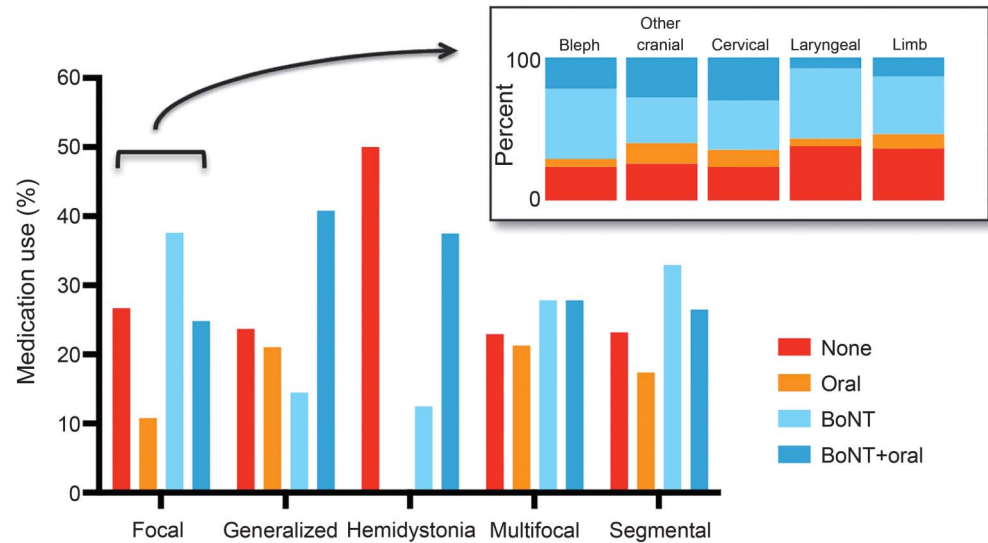 Other
Bleph cranial Cervical Laryngeal Limb
100
Percent
0
60
50
40
30
20
10
0
Medication use (%)
None
Oral
BoNT
BoNT+oral
Focal Generalized Hemidystonia Multifocal Segmental